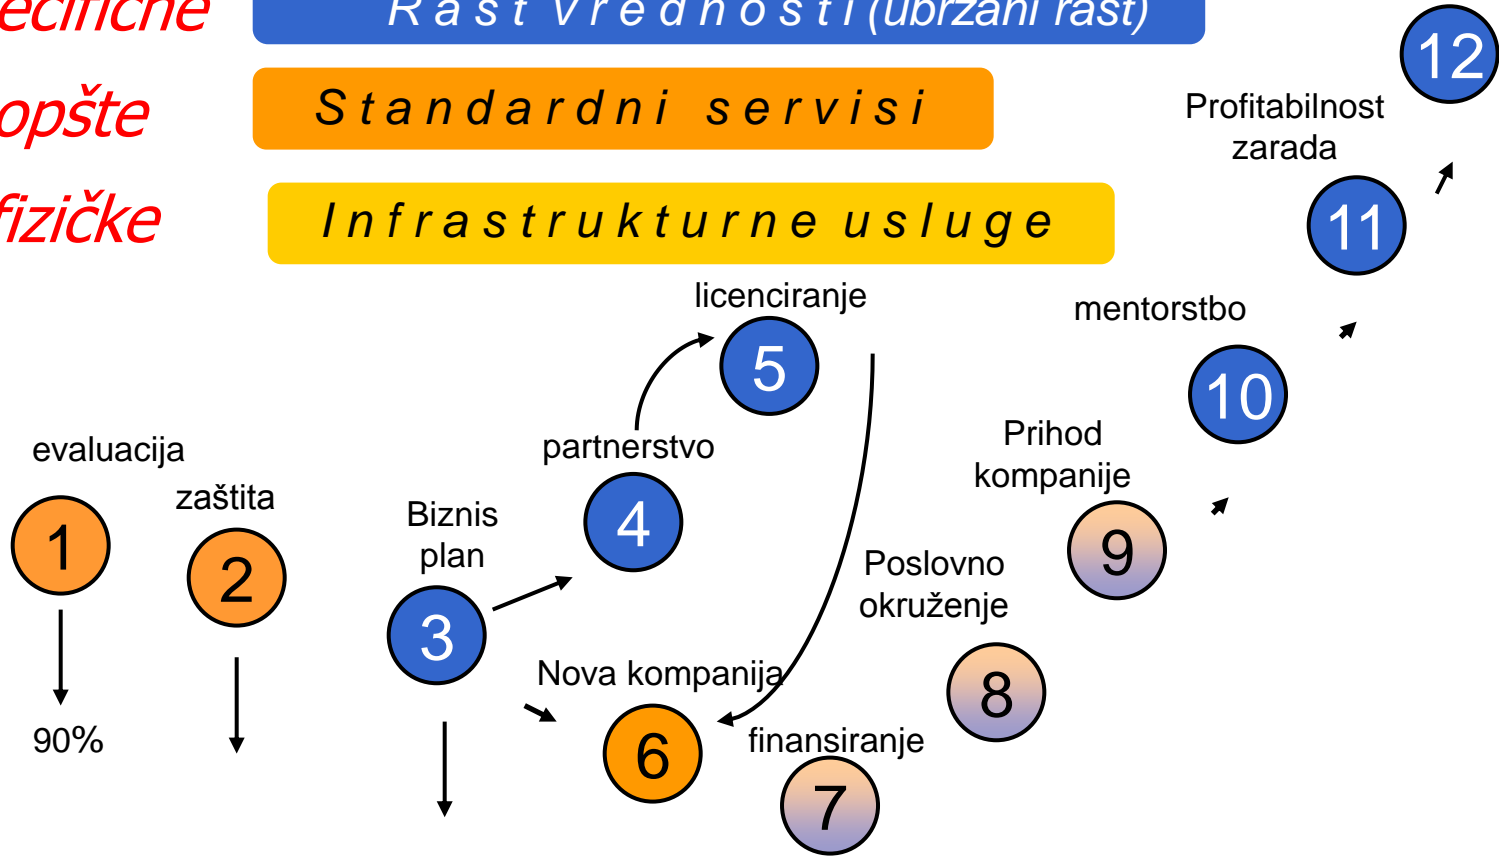 Rast vrednosti (ubrzani rast)
opšte
Standardni servisi
fizičke
Infrastrukturne usluge
12
Profitabilnost
zarada
11
licenciranje
5
mentorstbo
10
partnerstvo
4
Prihod
kompanije
9
evaluacija
1
zaštita
2
Biznis
plan
3
Poslovno
okruženje
8
Nova kompanija
6
finansiranje
7
90%